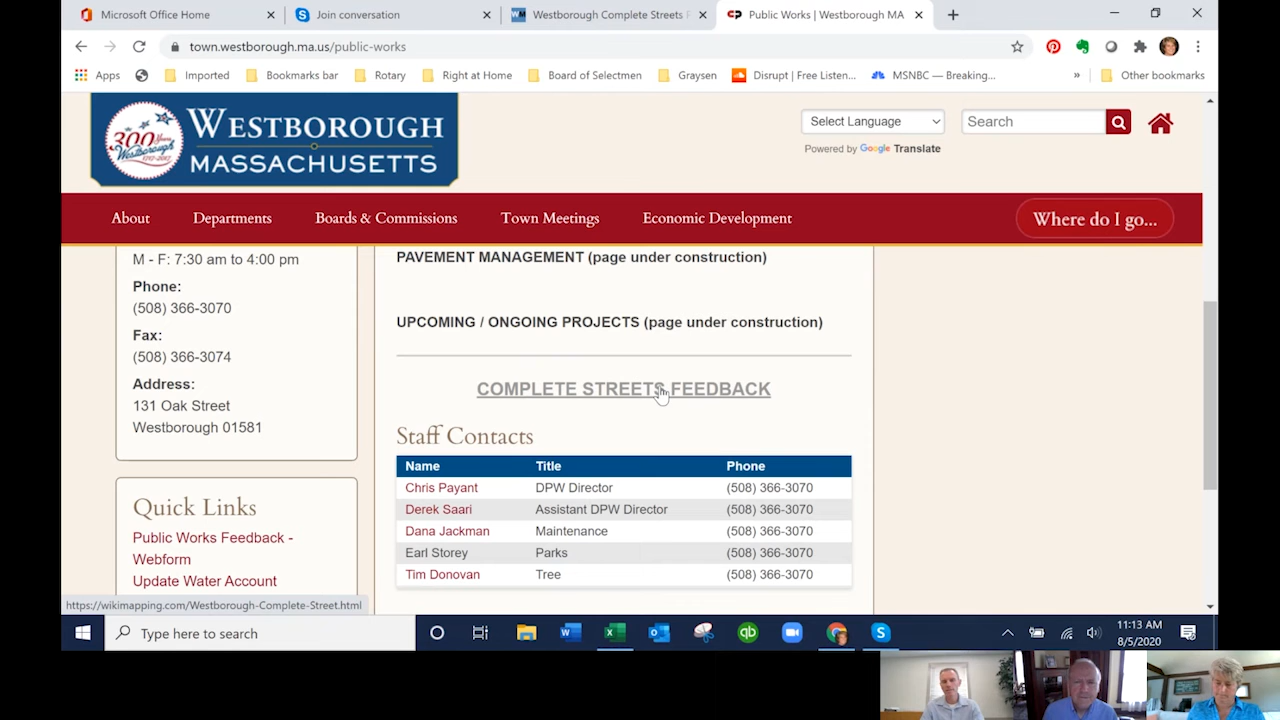 Microsoft Office Home
Join conversation
Westborough Complete Streets F
Public Works | Westborough MA
town.westborough.ma.us/public-works
Apps
Imported
Bookmarks bar
Rotary
Right at Home
Board of Selectmen
Graysen
Disrupt | Free Listen...
MSNBC — Breaking...
»
Other bookmarks
300 Years
Westborough
1717-2017
WESTBOROUGH
MASSACHUSETTS
Select Language
Search
Powered by Google Translate
About
Departments
Boards & Commissions
Town Meetings
Economic Development
Where do I go...
M - F: 7:30 am to 4:00 pm
Phone:
(508) 366-3070
Fax:
(508) 366-3074
Address:
131 Oak Street
Westborough 01581
Quick Links
Public Works Feedback -
Webform
Update Water Account
PAVEMENT MANAGEMENT (page under construction)
UPCOMING / ONGOING PROJECTS (page under construction)
COMPLETE STREETS FEEDBACK
Staff Contacts
Name Title Phone
Chris Payant DPW Director (508) 366-3070
Derek Saari Assistant DPW Director (508) 366-3070
Dana Jackman Maintenance (508) 366-3070
Earl Storey Parks (508) 366-3070
Tim Donovan Tree (508) 366-3070
https://wikimapping.com/Westborough-Complete-Street.html
Type here to search
11:13 AM
8/5/2020